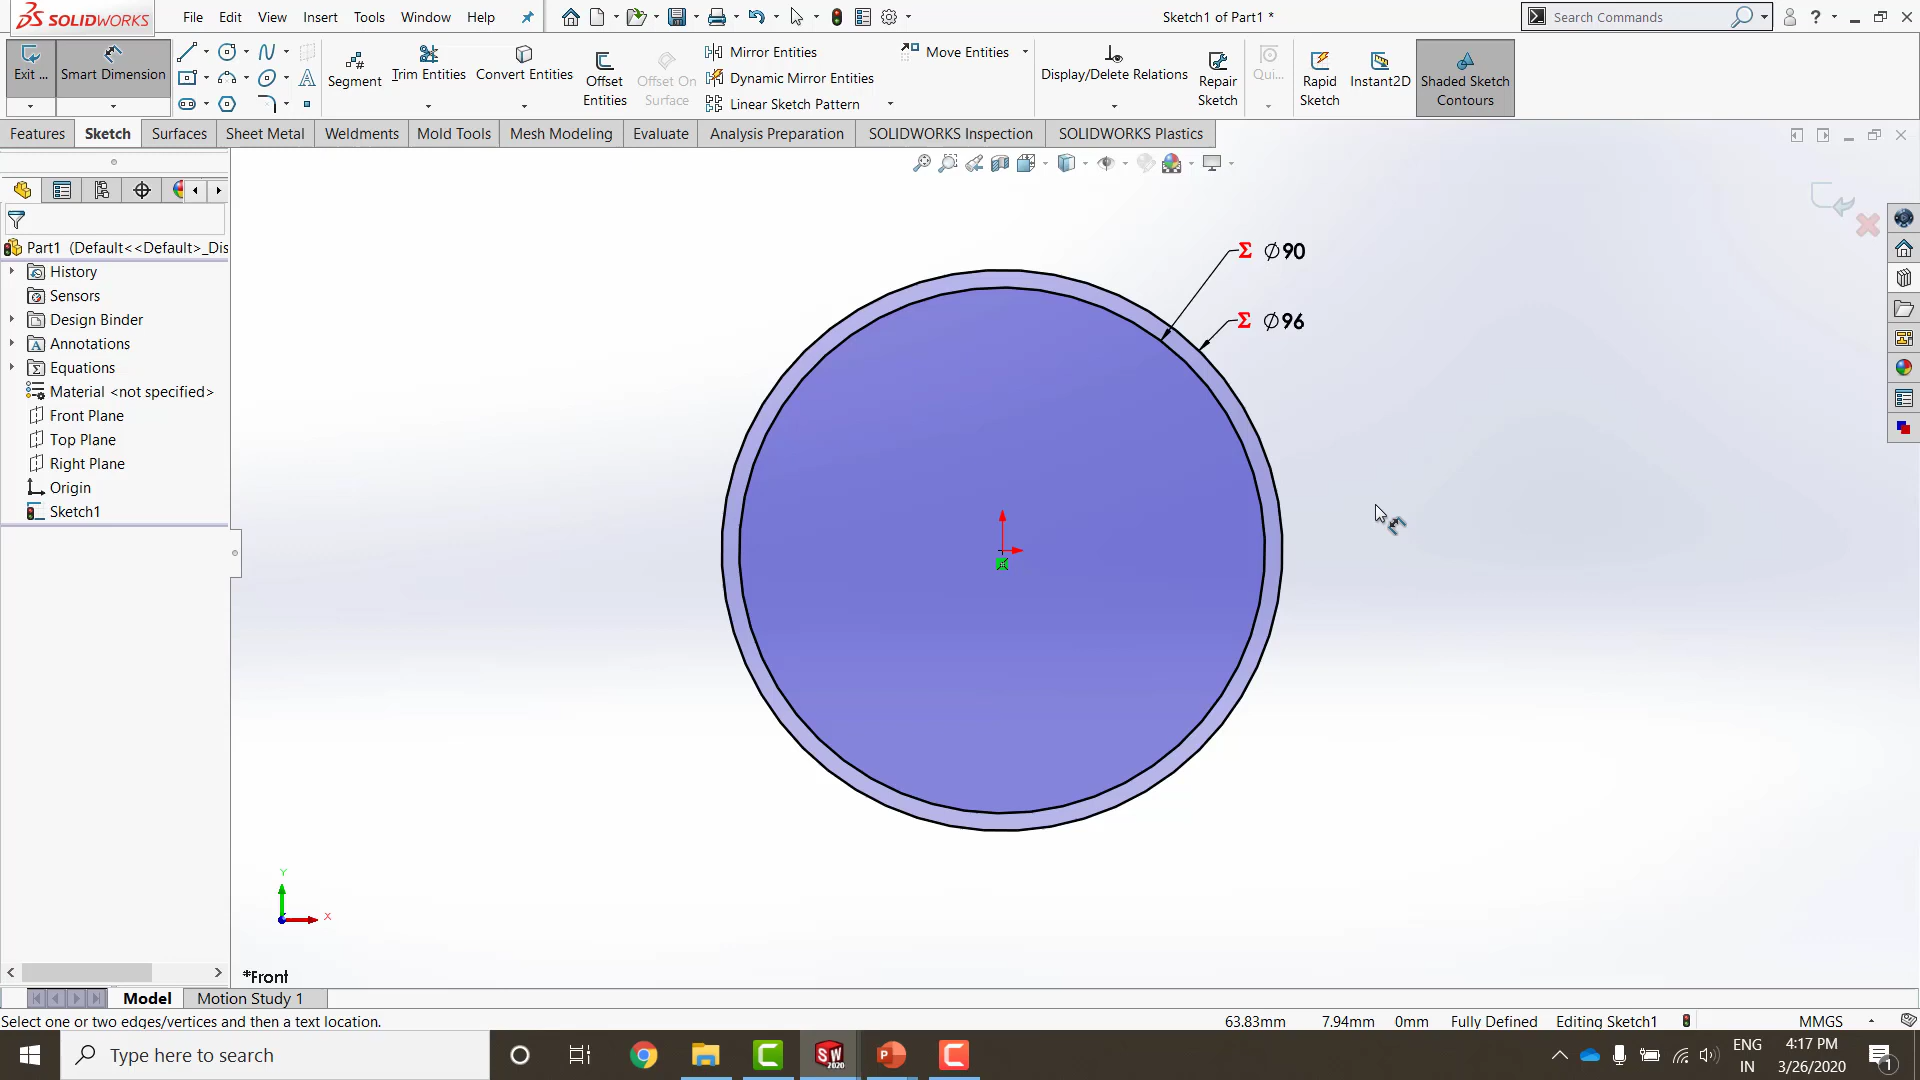 SOLIDWORKS
File Edit View Insert Tools Window Help
Sketch1 of Part1 *
Search Commands
Exit ...
Smart Dimension
Segment
Trim Entities
Convert Entities
Offset Entities
Offset On Surface
Mirror Entities
Dynamic Mirror Entities
Linear Sketch Pattern
Move Entities
Display/Delete Relations
Repair Sketch
Qui...
Rapid Sketch
Instant2D
Shaded Sketch Contours
Features Sketch Surfaces Sheet Metal Weldments Mold Tools Mesh Modeling Evaluate Analysis Preparation SOLIDWORKS Inspection SOLIDWORKS Plastics
Part1 (Default<<Default>_Dis
History
Sensors
Design Binder
Annotations
Equations
Material <not specified>
Front Plane
Top Plane
Right Plane
Origin
Sketch1
Σ ∅90
Σ ∅96
Y
X
*Front
Model Motion Study 1
Select one or two edges/vertices and then a text location.
63.83mm 7.94mm 0mm Fully Defined Editing Sketch1 MMGS
Type here to search
SW
2020
ENG
IN
4:17 PM
3/26/2020
1